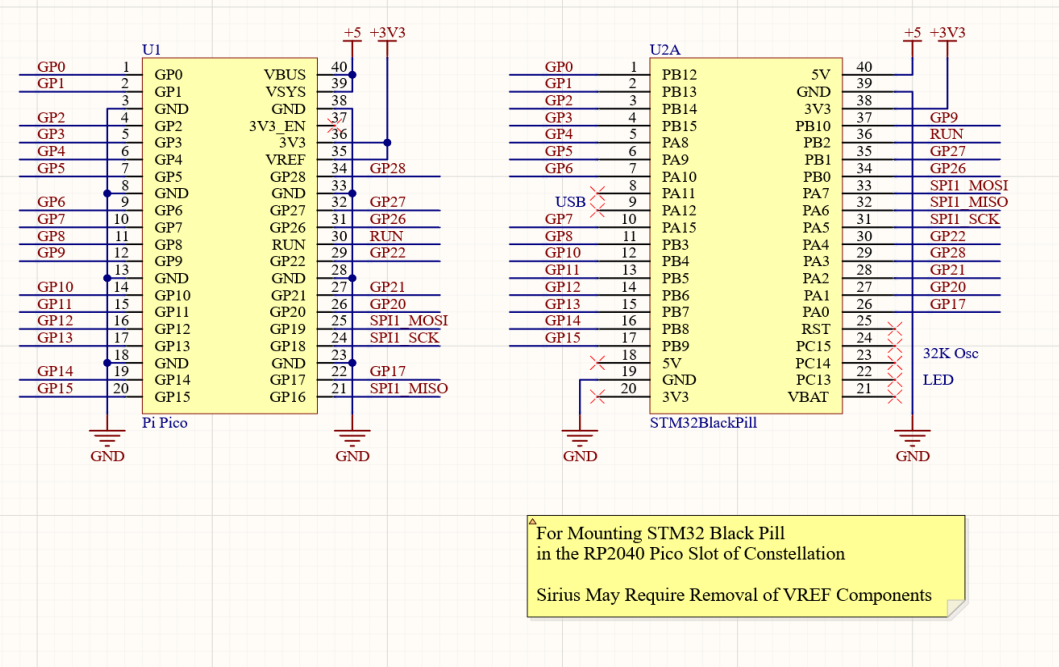 +5 +3V3
U1
GP0 1 GP0 VBUS 40
GP1 2 GP1 VSYS 39
3 GND GND 38
GP2 4 GP2 3V3_EN 37
GP3 5 GP3 3V3 36
GP4 6 GP4 VREF 35
GP5 7 GP5 GP28 34 GP28
8 GND GND 33
GP6 9 GP6 GP27 32 GP27
GP7 10 GP7 GP26 31 GP26
GP8 11 GP8 RUN 30 RUN
GP9 12 GP9 GP22 29 GP22
13 GND GND 28
GP10 14 GP10 GP21 27 GP21
GP11 15 GP11 GP20 26 GP20
GP12 16 GP12 GP19 25 SPI1_MOSI
GP13 17 GP13 GP18 24 SPI1_SCK
18 GND GND 23
GP14 19 GP14 GP17 22 GP17
GP15 20 GP15 GP16 21 SPI1_MISO
Pi Pico
GND GND
+5 +3V3
U2A
GP0 1 PB12 5V 40
GP1 2 PB13 GND 39
GP2 3 PB14 3V3 38
GP3 4 PB15 PB10 37 GP9
GP4 5 PA8 PB2 36 RUN
GP5 6 PA9 PB1 35 GP27
GP6 7 PA10 PB0 34 GP26
8 PA11 PA7 33 SPI1_MOSI
USB 9 PA12 PA6 32 SPI1_MISO
GP7 10 PA15 PA5 31 SPI1_SCK
GP8 11 PB3 PA4 30 GP22
GP10 12 PB4 PA3 29 GP28
GP11 13 PB5 PA2 28 GP21
GP12 14 PB6 PA1 27 GP20
GP13 15 PB7 PA0 26 GP17
GP14 16 PB8 RST 25
GP15 17 PB9 PC15 24
18 5V PC14 23 32K Osc
19 GND PC13 22 LED
20 3V3 VBAT 21
STM32BlackPill
GND GND
For Mounting STM32 Black Pill
in the RP2040 Pico Slot of Constellation
Sirius May Require Removal of VREF Components